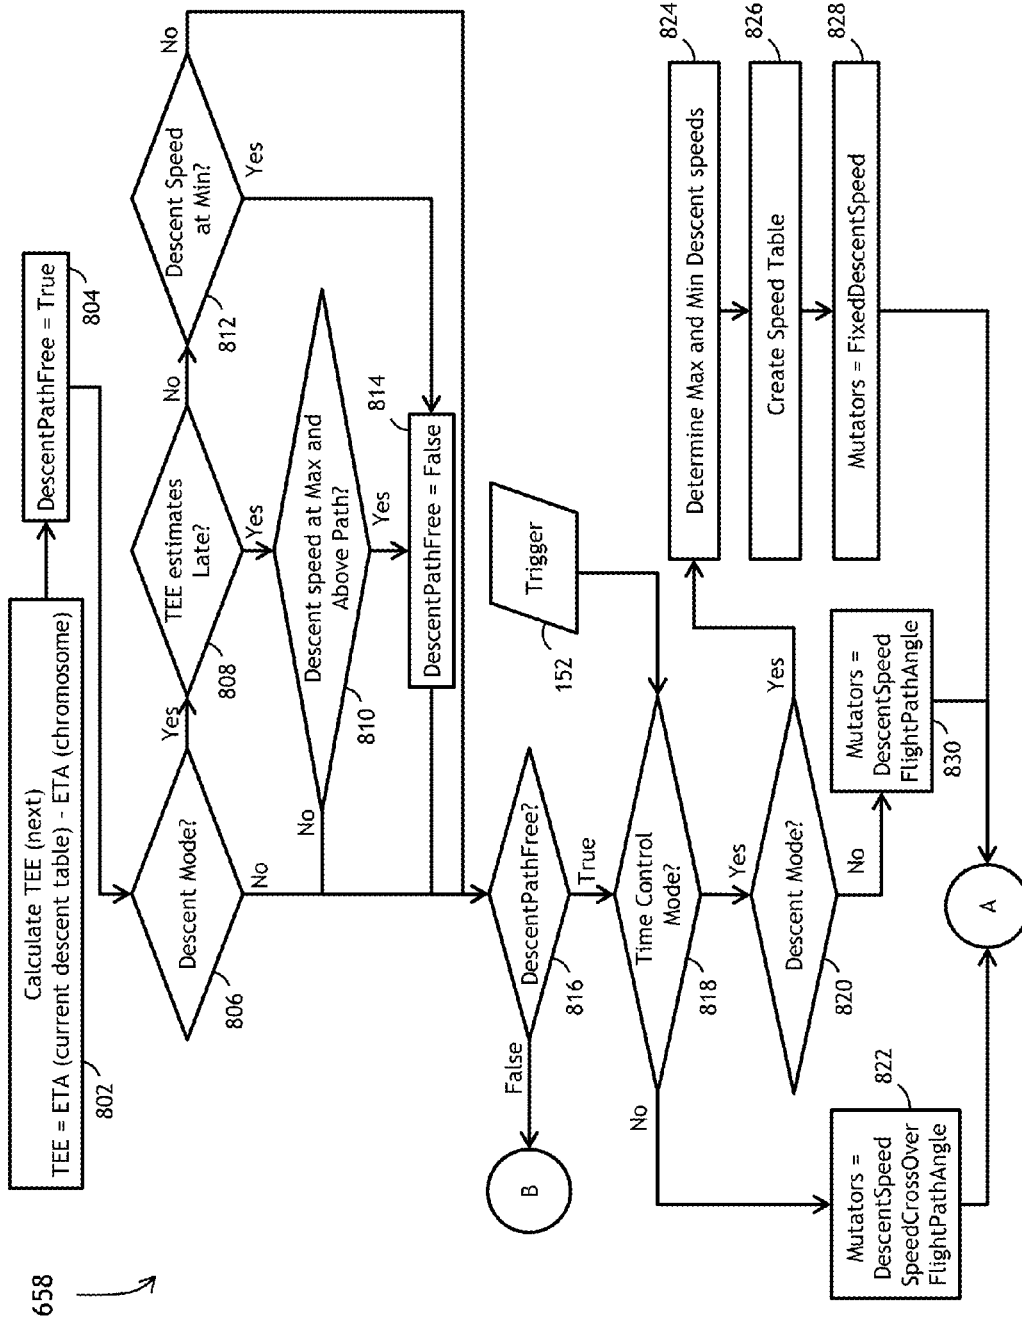 658
Calculate TEE (next)
TEE = ETA (current descent table) - ETA (chromosome)
802
DescentPathFree = True
804
Descent Mode?
806
Yes
No
TEE estimates
Late?
808
No
Yes
Descent Speed
at Min?
812
No
Yes
Descent speed at Max and
Above Path?
810
No
Yes
DescentPathFree = False
814
DescentPathFree?
816
False
True
B
Trigger
152
Time Control
Mode?
818
No
Yes
Descent Mode?
820
Yes
No
Mutators =
DescentSpeed
SpeedCrossOver
FlightPathAngle
822
Determine Max and Min Descent speeds
824
Create Speed Table
826
Mutators = FixedDescentSpeed
828
Mutators =
DescentSpeed
FlightPathAngle
830
A